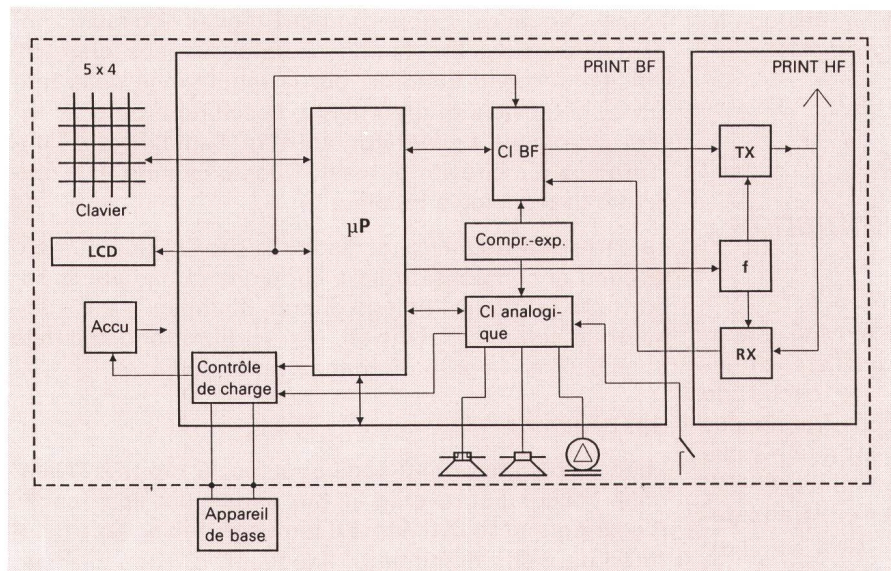 5 x 4
PRINT BF
PRINT HF
CI BF
TX
Clavier
µP
LCD
Compr.-exp.
f
Accu
CI analogi-
que
RX
Contrôle
de charge
Appareil
de base